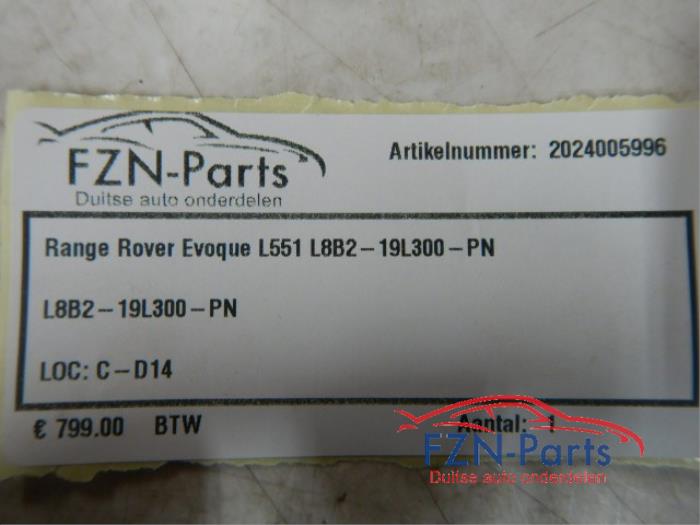 FZN-Parts
Duitse auto onderdelen
Artikelnummer: 2024005996
Range Rover Evoque L551 L8B2-19L300-PN
L8B2-19L300-PN
LOC: C-D14
€ 799.00 BTW
Aantal: 1
FZN-Parts
Duitse auto onderdelen